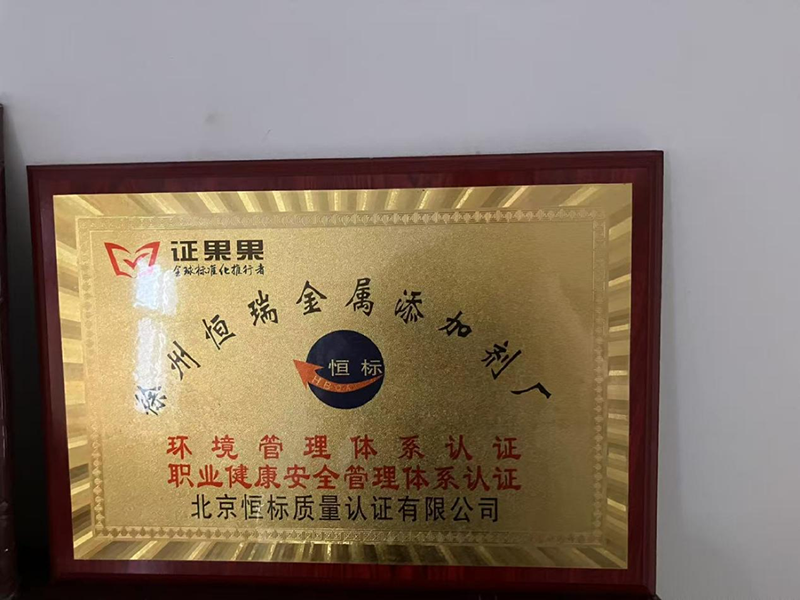 证果果
全球标准化推行者
徐州恒瑞金属添加剂厂
恒标
HBQA
环境管理体系认证
职业健康安全管理体系认证
北京恒标质量认证有限公司